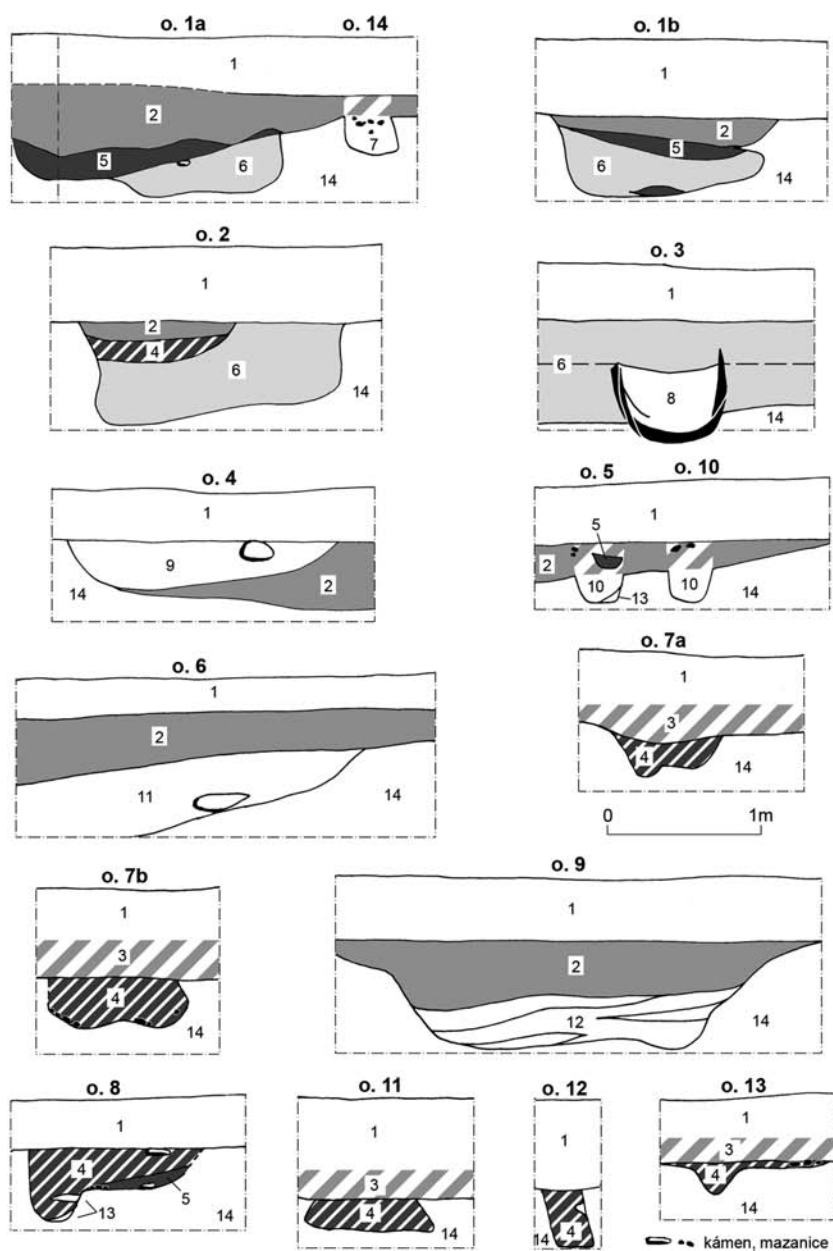 o. 1a o. 14 o. 1b
1 1
2 2
5 6 7 14 5 6 14
o. 2 o. 3
1 1
2 4 6 14 6 8 14
o. 4 o. 5 o. 10
1 1
9 14 2 5 2 10 10 13 14
o. 6 o. 7a
1 1
2 3
11 14 4 14
0 1m
o. 7b o. 9
1 1
3 2
4 14 12 14
o. 8 o. 11 o. 12 o. 13
1 1 1 1
4 3 3
5 13 14 4 14 4 14 4 14
kámen, mazanice